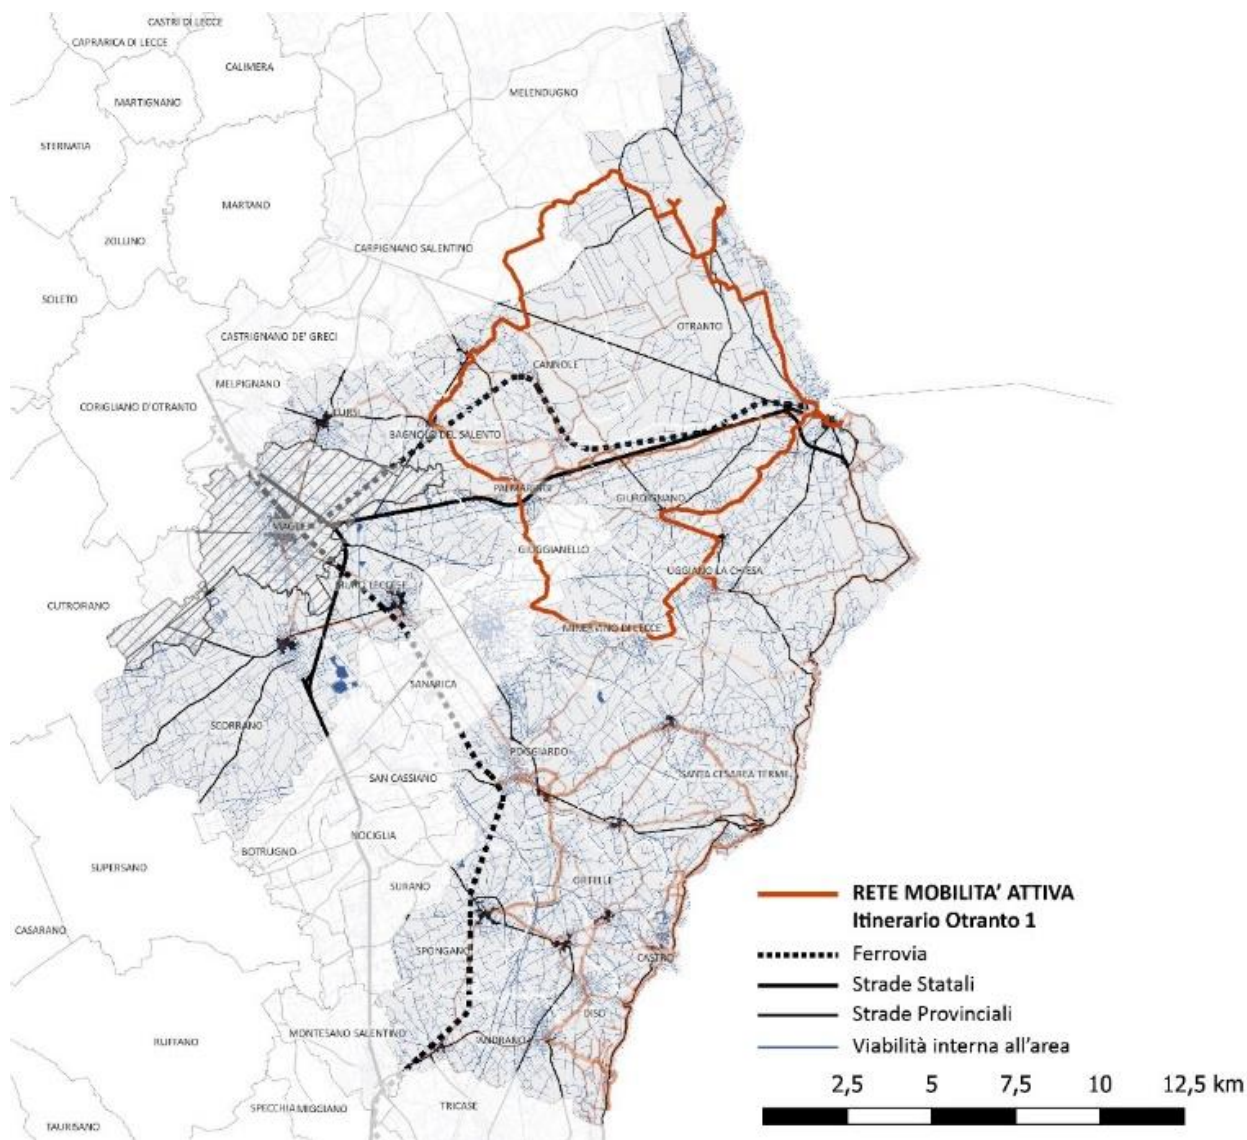 CASTRI DI LECCE
CAPRARICA DI LECCE
CALIMERA
MELENDUGNO
MARTIGNANO
STERNATIA
MARTANO
ZOLLINO
CARPIGNANO SALENTINO
SOLETO
OTRANTO
CASTRIGNANO DE' GRECI
CANNOLE
MELPIGNANO
CORIGLIANO D'OTRANTO
CURSI
BAGNOLO DEL SALENTO
PALMARIGGI
GIURDIGNANO
MAGLIE
GIUGGIANELLO
UGGIANO LA CHIESA
MURO LECCESE
CUTROFIANO
MINERVINO DI LECCE
SANARICA
SCORRANO
POGGIARDO
SAN CASSIANO
SANTA CESAREA TERME
NOCIGLIA
BOTRUGNO
SUPERSANO
SURANO
ORTELLE
CASARANO
SPONGANO
CASTRO
DISO
MONTESANO SALENTINO
RUFFANO
ANDRANO
SPECCHIA
MIGGIANO
TRICASE
TAURISANO
RETE MOBILITA' ATTIVA
Itinerario Otranto 1
Ferrovia
Strade Statali
Strade Provinciali
Viabilità interna all'area
2,5 5 7,5 10 12,5 km